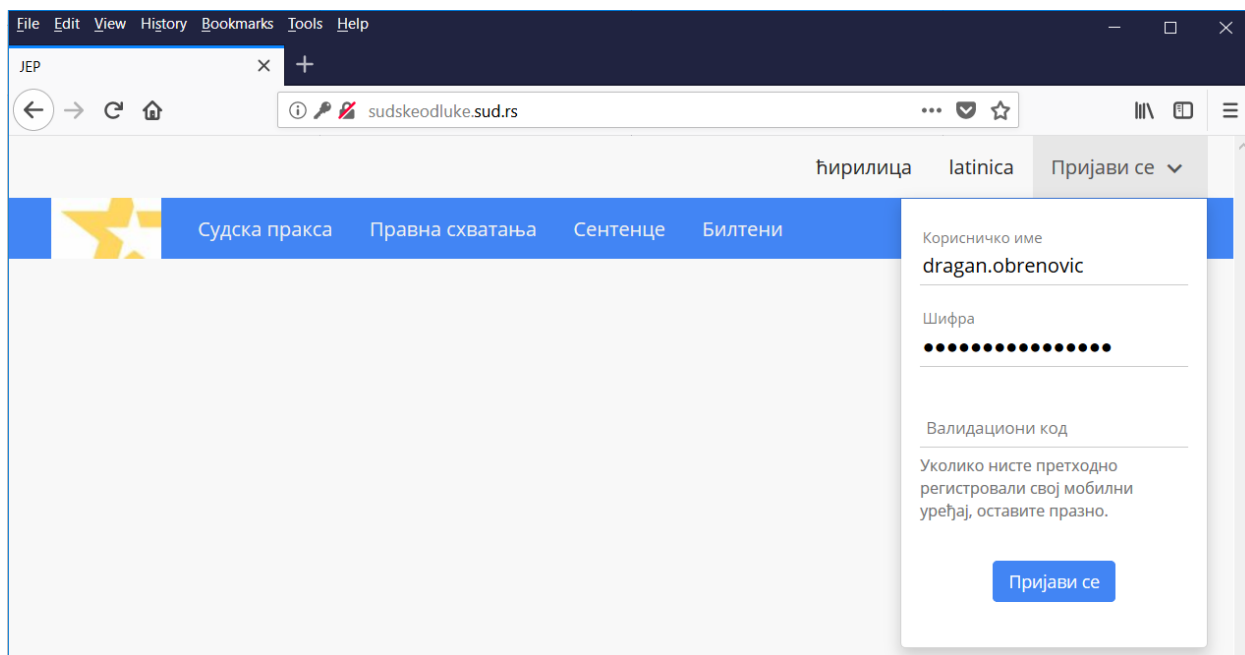 File Edit View History Bookmarks Tools Help
JEP
sudskeodluke.sud.rs
ћирилица latinica Пријави се
Судска пракса Правна схватања Сентенце Билтени
Корисничко име
dragan.obrenovic
Шифра
••••••••••••••••
Валидациони код
Уколико нисте претходно
регистровали свој мобилни
уређај, оставите празно.
Пријави се